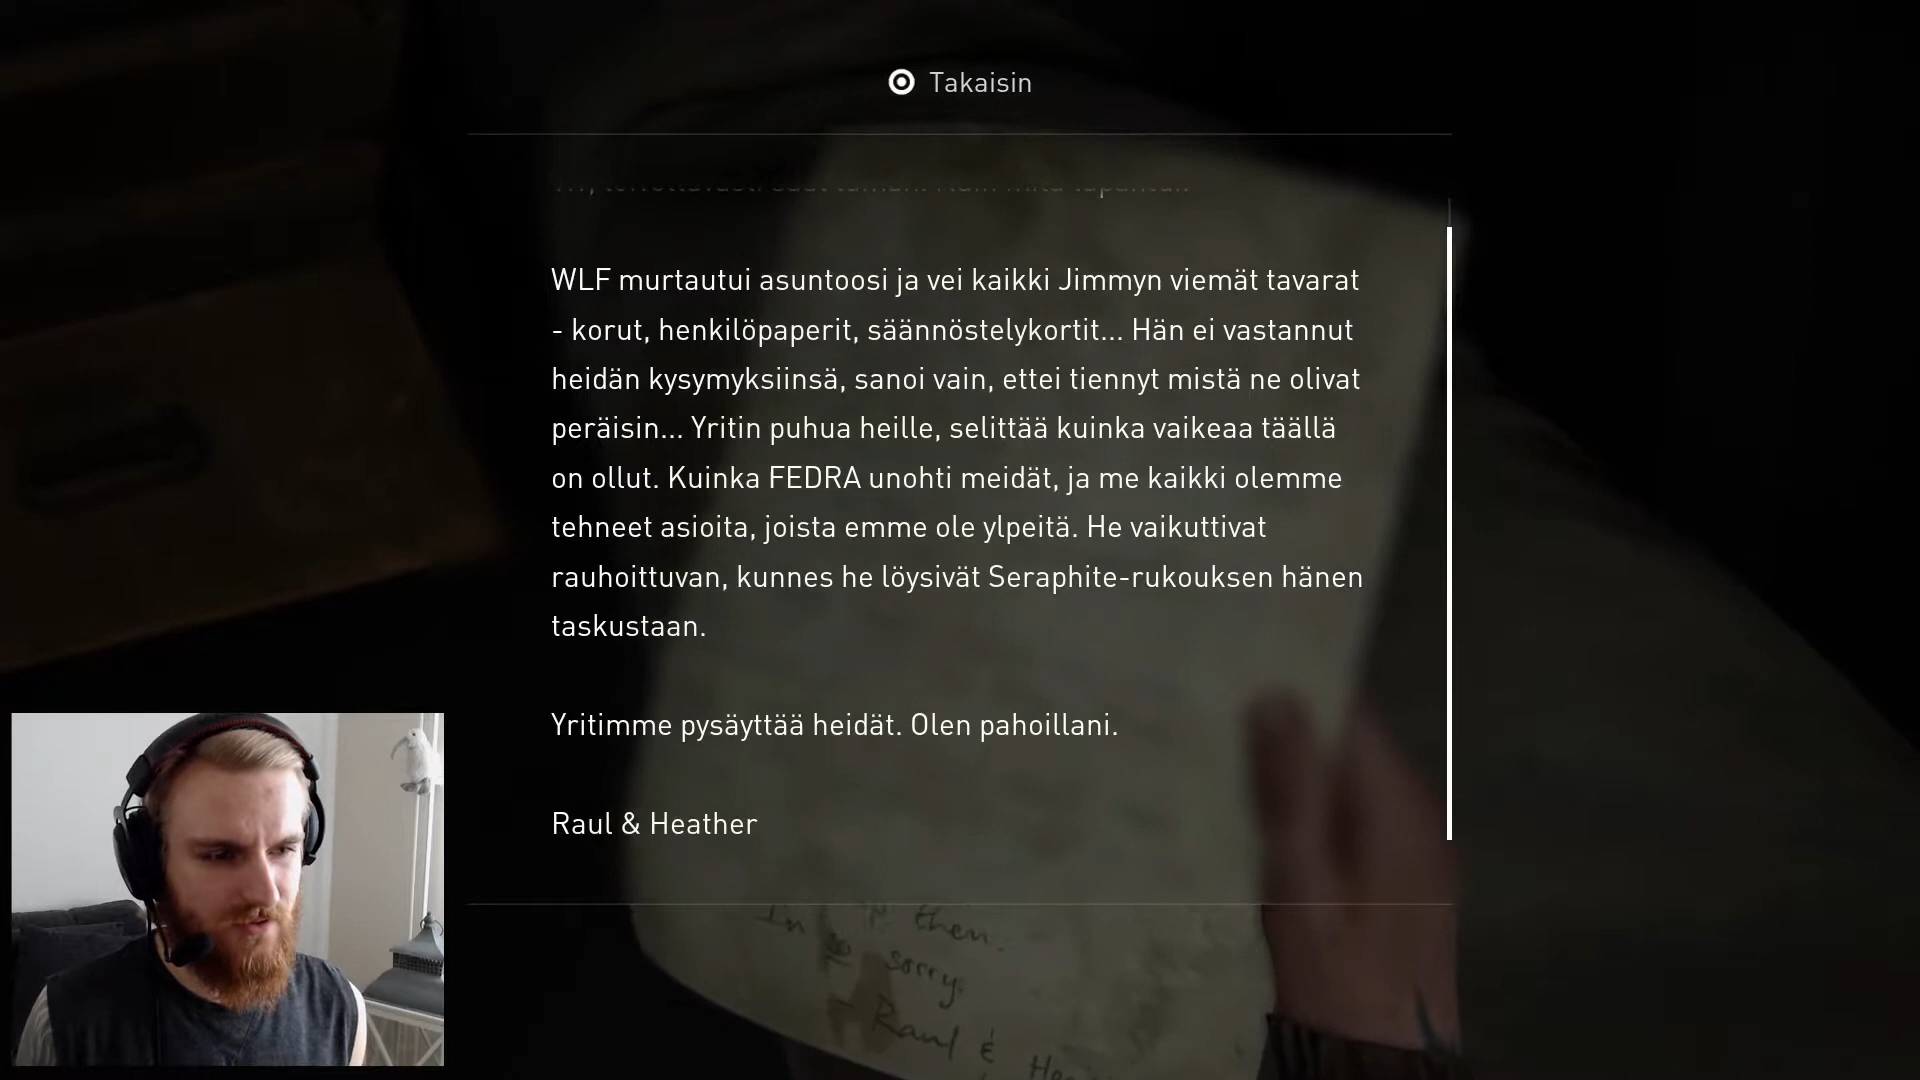 Takaisin
WLF murtautui asuntoosi ja vei kaikki Jimmyn viemät tavarat
- korut, henkilöpaperit, säännöstelykortit... Hän ei vastannut
heidän kysymyksiinsä, sanoi vain, ettei tiennyt mistä ne olivat
peräisin... Yritin puhua heille, selittää kuinka vaikeaa täällä
on ollut. Kuinka FEDRA unohti meidät, ja me kaikki olemme
tehneet asioita, joista emme ole ylpeitä. He vaikuttivat
rauhoittuvan, kunnes he löysivät Seraphite-rukouksen hänen
taskustaan.
Yritimme pysäyttää heidät. Olen pahoillani.
Raul & Heather
then.
sorry.
- Raul &